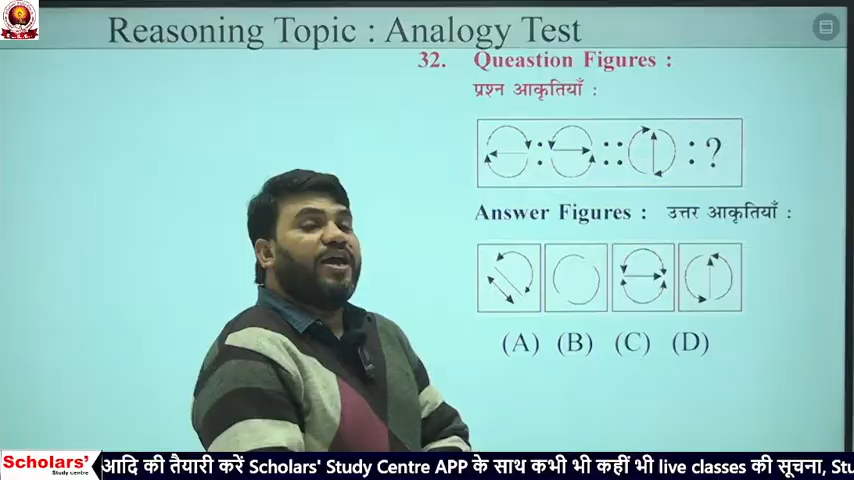 Reasoning Topic : Analogy Test
32. Queastion Figures :
प्रश्न आकृतियाँ :
: :: : ?
Answer Figures : उत्तर आकृतियाँ :
(A) (B) (C) (D)
Scholars'
Study centre
आदि की तैयारी करें Scholars' Study Centre APP के साथ कभी भी कहीं भी live classes की सूचना, Stu